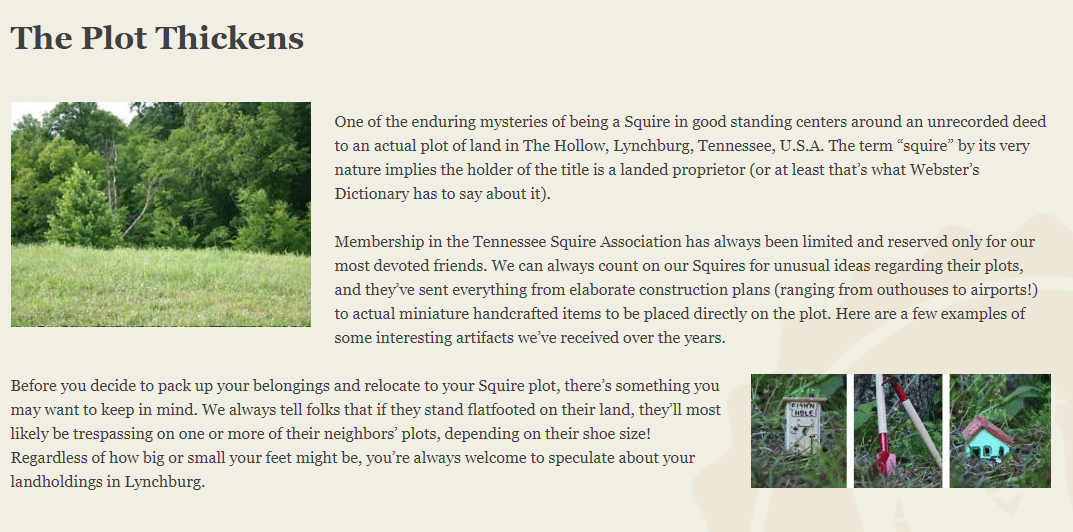 The Plot Thickens
One of the enduring mysteries of being a Squire in good standing centers around an unrecorded deed
to an actual plot of land in The Hollow, Lynchburg, Tennessee, U.S.A. The term “squire” by its very
nature implies the holder of the title is a landed proprietor (or at least that’s what Webster’s
Dictionary has to say about it).
Membership in the Tennessee Squire Association has always been limited and reserved only for our
most devoted friends. We can always count on our Squires for unusual ideas regarding their plots,
and they’ve sent everything from elaborate construction plans (ranging from outhouses to airports!)
to actual miniature handcrafted items to be placed directly on the plot. Here are a few examples of
some interesting artifacts we’ve received over the years.
Before you decide to pack up your belongings and relocate to your Squire plot, there’s something you
may want to keep in mind. We always tell folks that if they stand flatfooted on their land, they’ll most
likely be trespassing on one or more of their neighbors’ plots, depending on their shoe size!
Regardless of how big or small your feet might be, you’re always welcome to speculate about your
landholdings in Lynchburg.
FISH'N
HOLE